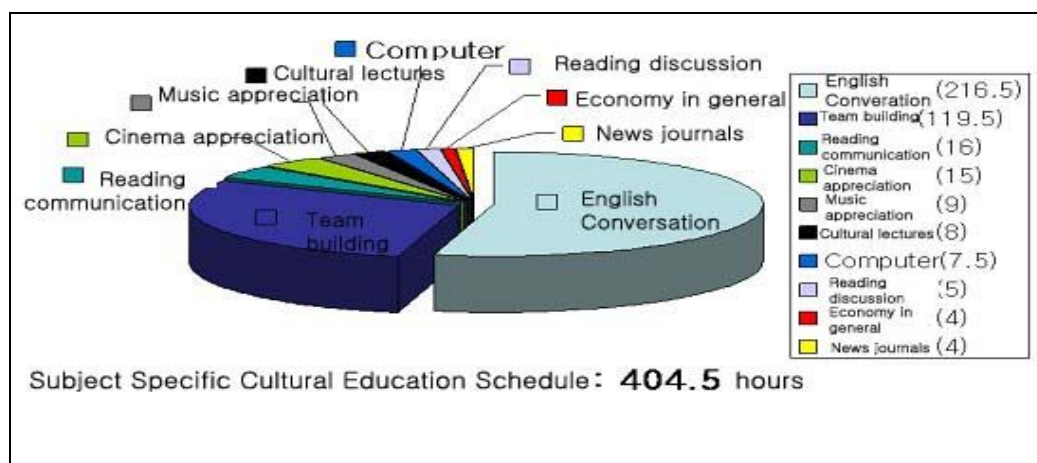 Computer
Cultural lectures
Music appreciation
Cinema appreciation
Reading
communication
Reading discussion
Economy in general
News journals
Team
building
English
Conversation
English
Converation (216.5)
Team building (119.5)
Reading
communication (16)
Cinema
appreciation (15)
Music
appreciation (9)
Cultural lectures (8)
Computer(7.5)
Reading
discussion (5)
Economy in
general (4)
News journals (4)
Subject Specific Cultural Education Schedule: 404.5 hours